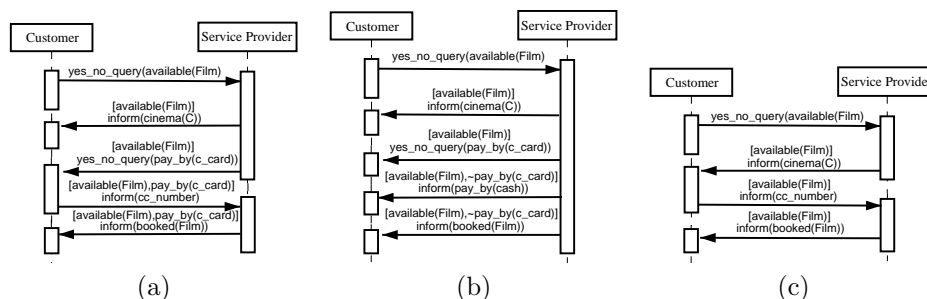 Customer
Service Provider
yes_no_query(available(Film)
[available(Film)]
inform(cinema(C))
[available(Film)]
yes_no_query(pay_by(c_card))
[available(Film),pay_by(c_card)]
inform(cc_number)
[available(Film),pay_by(c_card)]
inform(booked(Film))
(a)
Customer
Service Provider
yes_no_query(available(Film)
[available(Film)]
inform(cinema(C))
[available(Film)]
yes_no_query(pay_by(c_card))
[available(Film),~pay_by(c_card)]
inform(pay_by(cash))
[available(Film),~pay_by(c_card)]
inform(booked(Film))
(b)
Customer
Service Provider
yes_no_query(available(Film)
[available(Film)]
inform(cinema(C))
[available(Film)]
inform(cc_number)
[available(Film)]
inform(booked(Film))
(c)